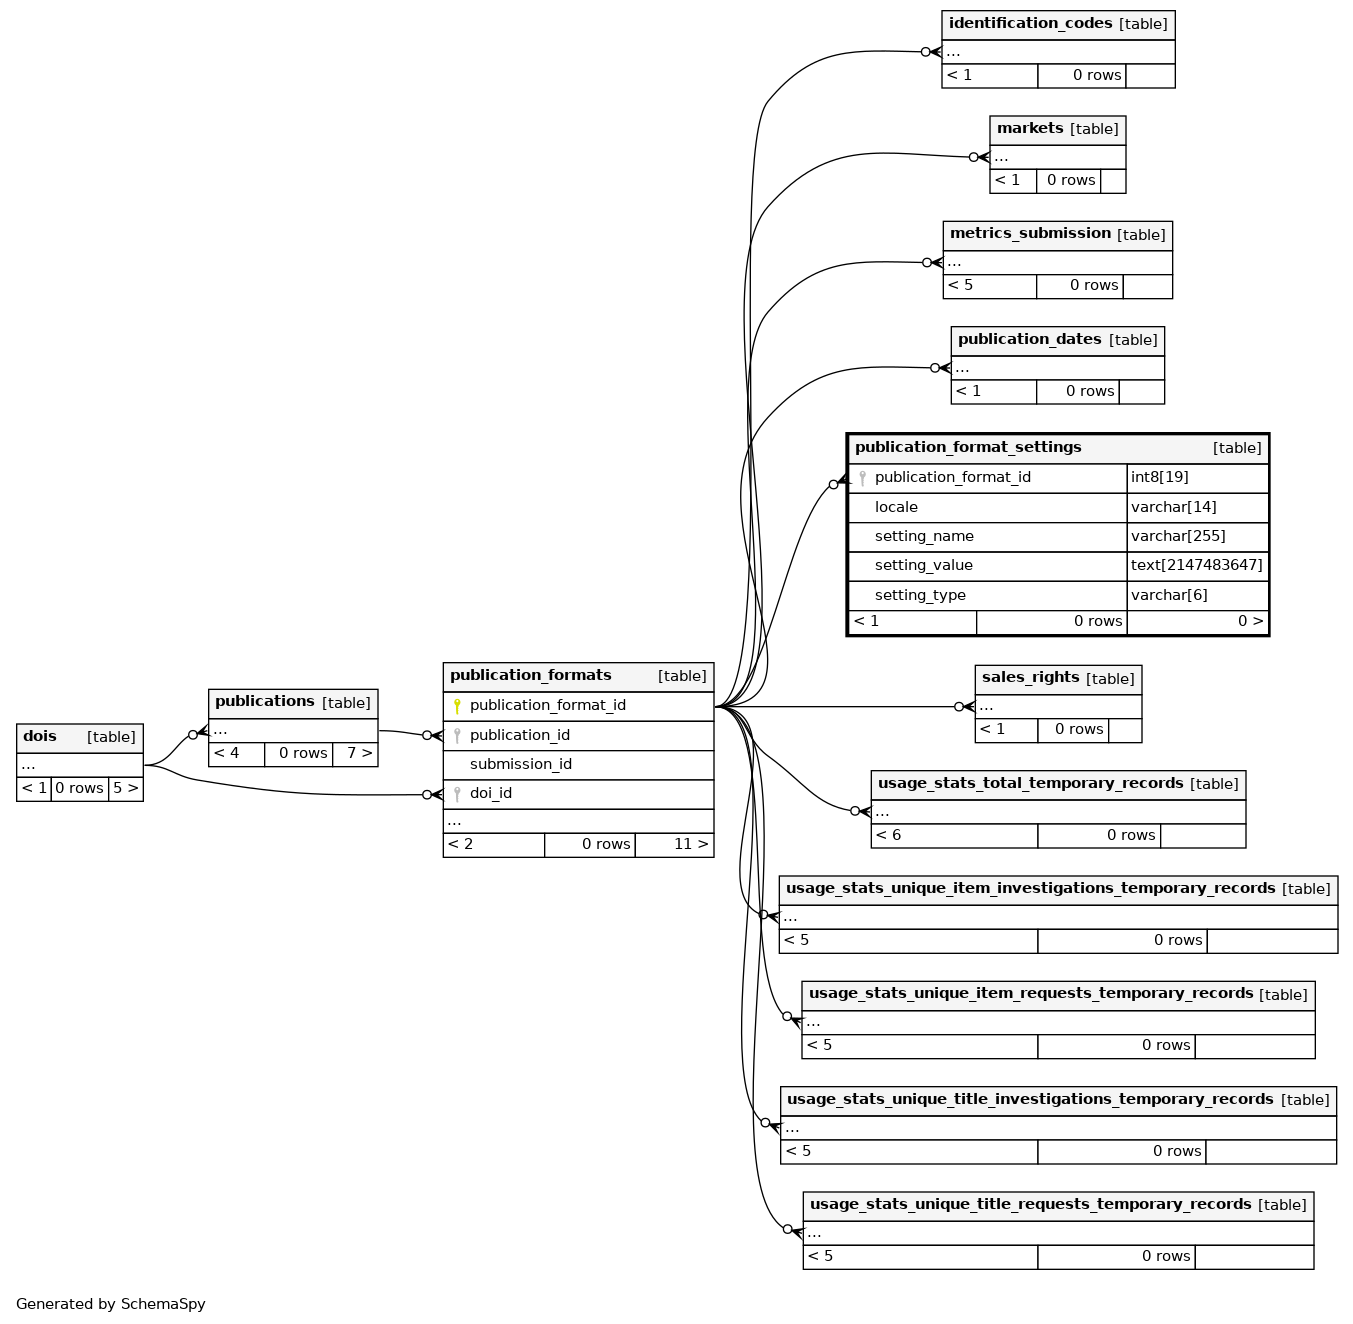 identification_codes [table]
...
< 1 0 rows
markets [table]
...
< 1 0 rows
metrics_submission [table]
...
< 5 0 rows
publication_dates [table]
...
< 1 0 rows
publication_format_settings [table]
publication_format_id int8[19]
locale varchar[14]
setting_name varchar[255]
setting_value text[2147483647]
setting_type varchar[6]
< 1 0 rows 0 >
dois [table]
...
< 1 0 rows 5 >
publications [table]
...
< 4 0 rows 7 >
publication_formats [table]
publication_format_id
publication_id
submission_id
doi_id
...
< 2 0 rows 11 >
sales_rights [table]
...
< 1 0 rows
usage_stats_total_temporary_records [table]
...
< 6 0 rows
usage_stats_unique_item_investigations_temporary_records [table]
...
< 5 0 rows
usage_stats_unique_item_requests_temporary_records [table]
...
< 5 0 rows
usage_stats_unique_title_investigations_temporary_records [table]
...
< 5 0 rows
usage_stats_unique_title_requests_temporary_records [table]
...
< 5 0 rows
Generated by SchemaSpy